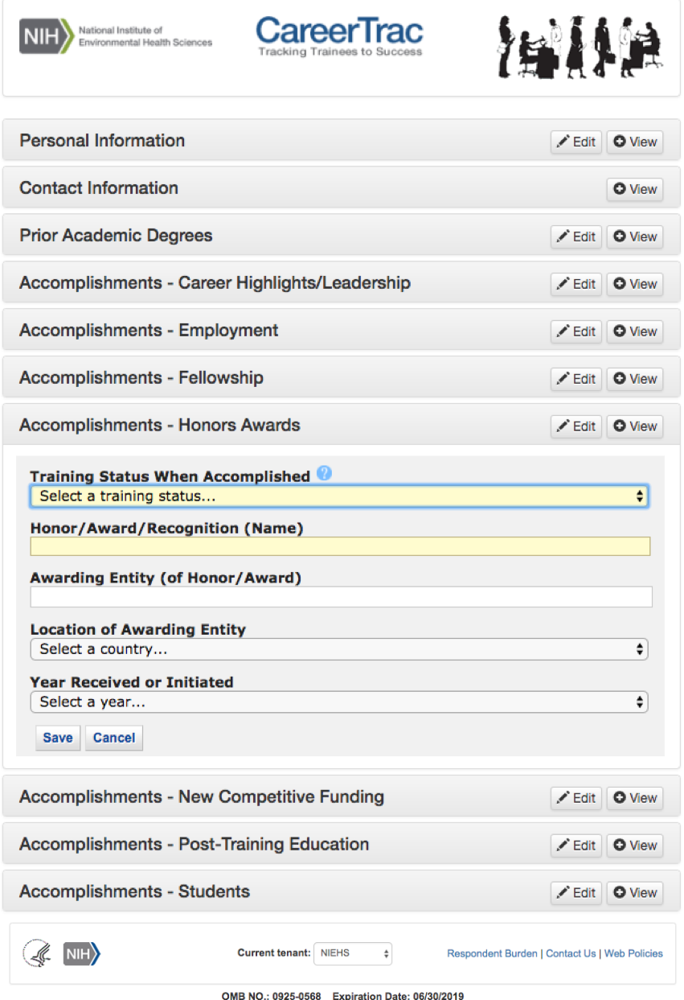 NIH National Institute of
Environmental Health Sciences
CareerTrac
Tracking Trainees to Success
Personal Information Edit View
Contact Information View
Prior Academic Degrees Edit View
Accomplishments - Career Highlights/Leadership Edit View
Accomplishments - Employment Edit View
Accomplishments - Fellowship Edit View
Accomplishments - Honors Awards Edit View
Training Status When Accomplished ?
Select a training status...
Honor/Award/Recognition (Name)
Awarding Entity (of Honor/Award)
Location of Awarding Entity
Select a country...
Year Received or Initiated
Select a year...
Save Cancel
Accomplishments - New Competitive Funding Edit View
Accomplishments - Post-Training Education Edit View
Accomplishments - Students Edit View
NIH Current tenant: NIEHS Respondent Burden | Contact Us | Web Policies
OMB NO.: 0925-0568 Expiration Date: 06/30/2019